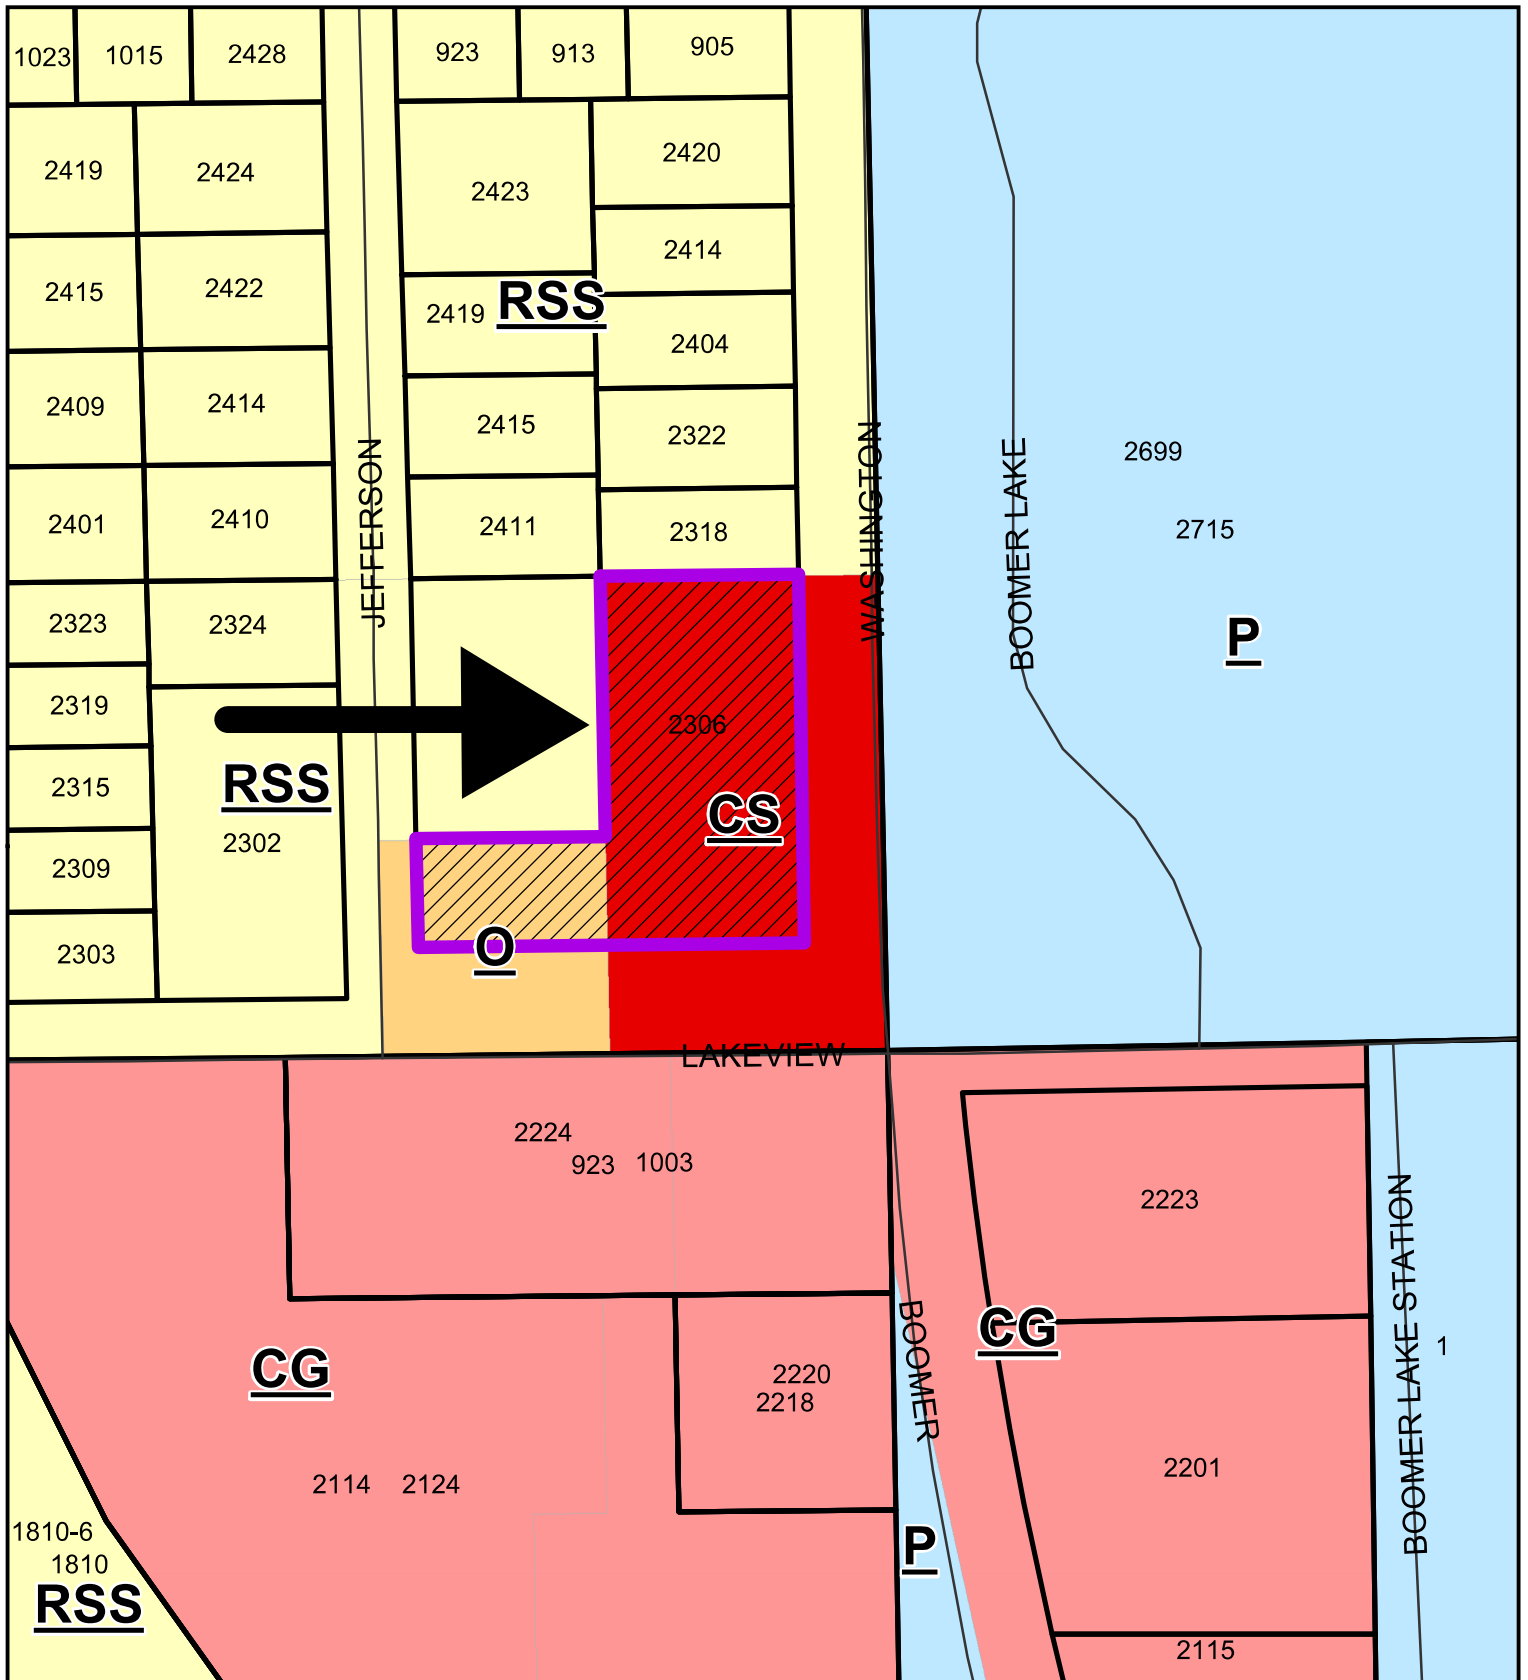 1023 1015 2428 923 913 905
2419 2424 2423 2420
2414
2415 2422 2419 RSS
2404
2409 2414 2415 2322
2699
2401 2410 2411 2318
2715
JEFFERSON
WASHINGTON
BOOMER LAKE
2323 2324
P
2319
2306
2315 RSS
CS
2302
2309
2303
O
LAKEVIEW
2224
923 1003
2223
BOOMER LAKE STATION
BOOMER
CG
1
CG
2220
2218
2114 2124
2201
1810-6
1810
P
RSS
2115